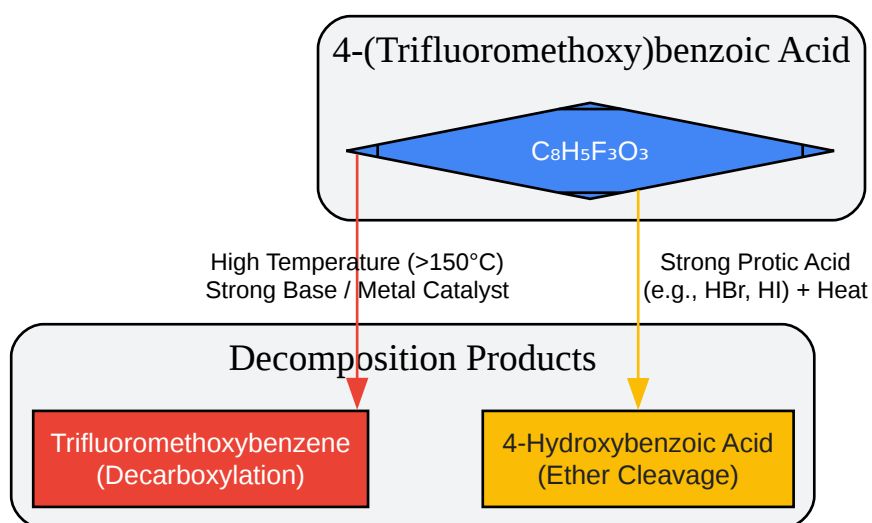 4-(Trifluoromethoxy)benzoic Acid
C₈H₅F₃O₃
High Temperature (>150°C)
Strong Base / Metal Catalyst
Strong Protic Acid
(e.g., HBr, HI) + Heat
Decomposition Products
Trifluoromethoxybenzene
(Decarboxylation)
4-Hydroxybenzoic Acid
(Ether Cleavage)